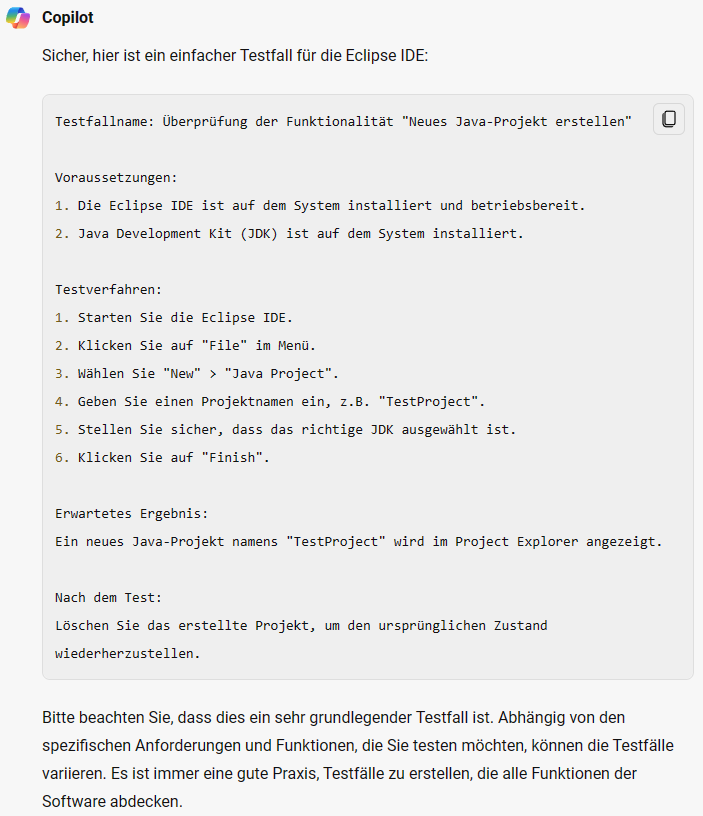 Copilot
Sicher, hier ist ein einfacher Testfall für die Eclipse IDE:
Testfallname: Überprüfung der Funktionalität "Neues Java-Projekt erstellen"
Voraussetzungen:
1. Die Eclipse IDE ist auf dem System installiert und betriebsbereit.
2. Java Development Kit (JDK) ist auf dem System installiert.
Testverfahren:
1. Starten Sie die Eclipse IDE.
2. Klicken Sie auf "File" im Menü.
3. Wählen Sie "New" > "Java Project".
4. Geben Sie einen Projektnamen ein, z.B. "TestProject".
5. Stellen Sie sicher, dass das richtige JDK ausgewählt ist.
6. Klicken Sie auf "Finish".
Erwartetes Ergebnis:
Ein neues Java-Projekt namens "TestProject" wird im Project Explorer angezeigt.
Nach dem Test:
Löschen Sie das erstellte Projekt, um den ursprünglichen Zustand
wiederherzustellen.
Bitte beachten Sie, dass dies ein sehr grundlegender Testfall ist. Abhängig von den
spezifischen Anforderungen und Funktionen, die Sie testen möchten, können die Testfälle
variieren. Es ist immer eine gute Praxis, Testfälle zu erstellen, die alle Funktionen der
Software abdecken.